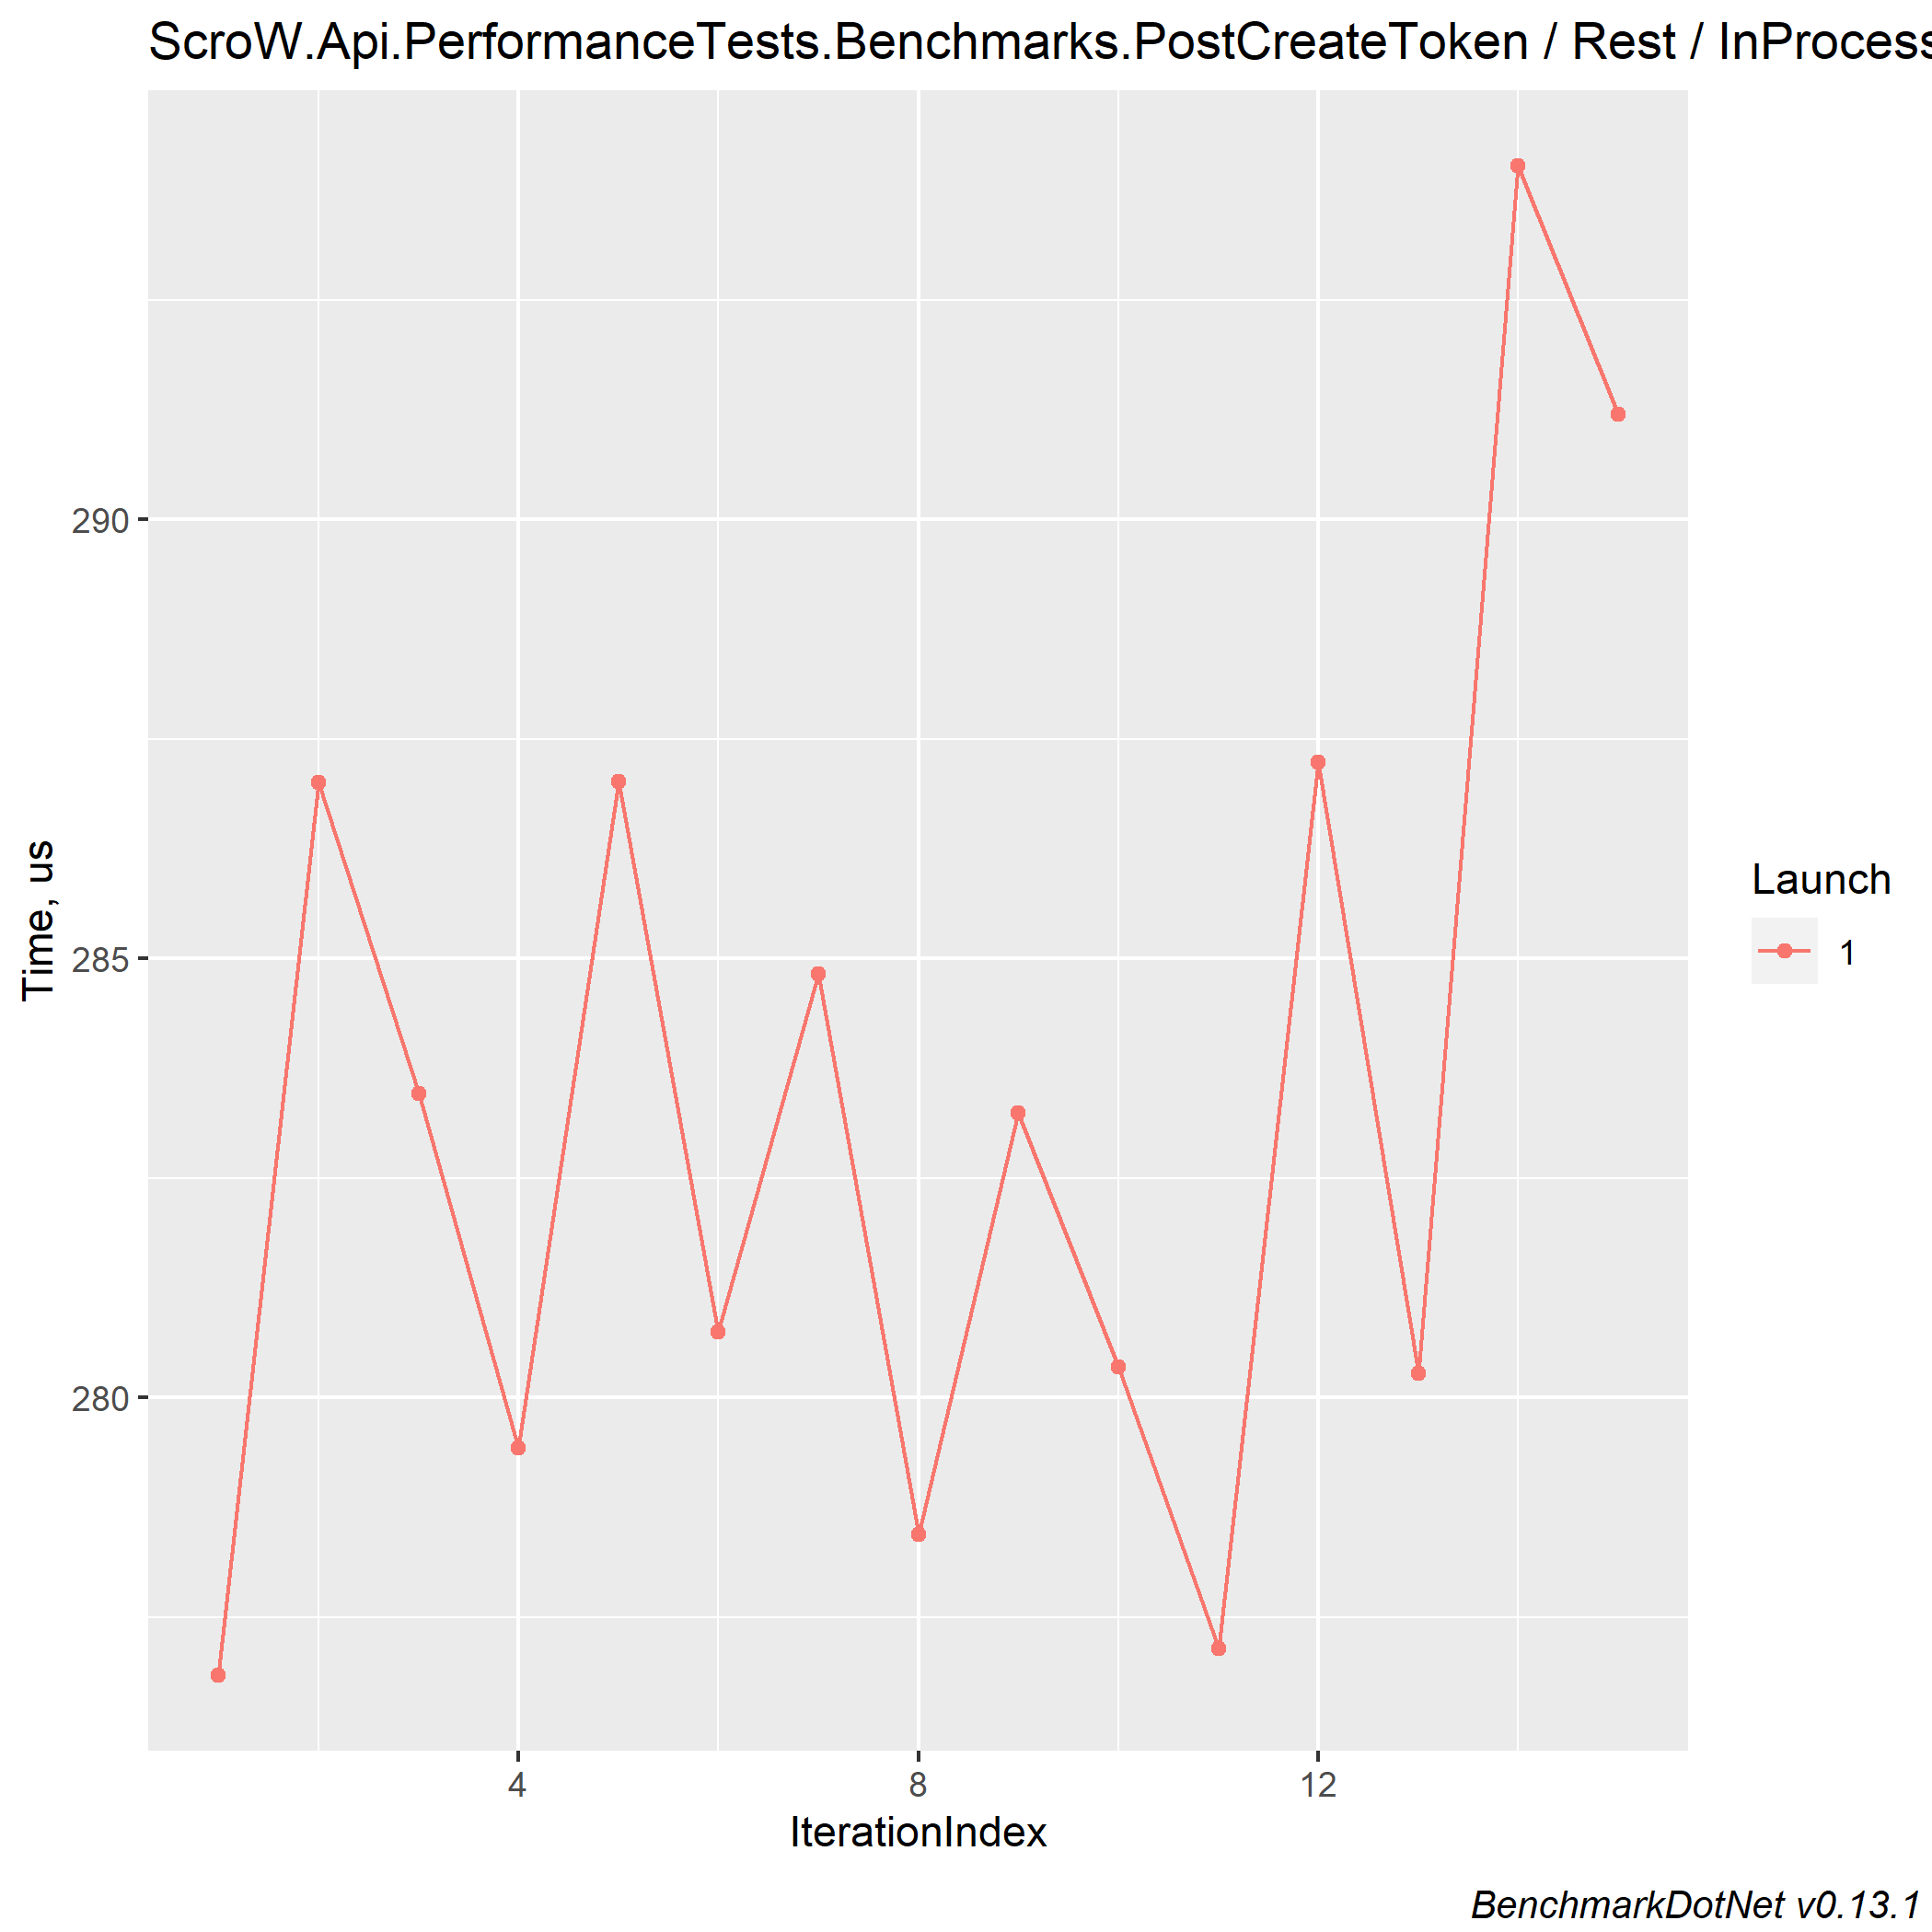 ScroW.Api.PerformanceTests.Benchmarks.PostCreateToken / Rest / InProcess
290
285
280
Time, us
4 8 12
IterationIndex
Launch
1
BenchmarkDotNet v0.13.1